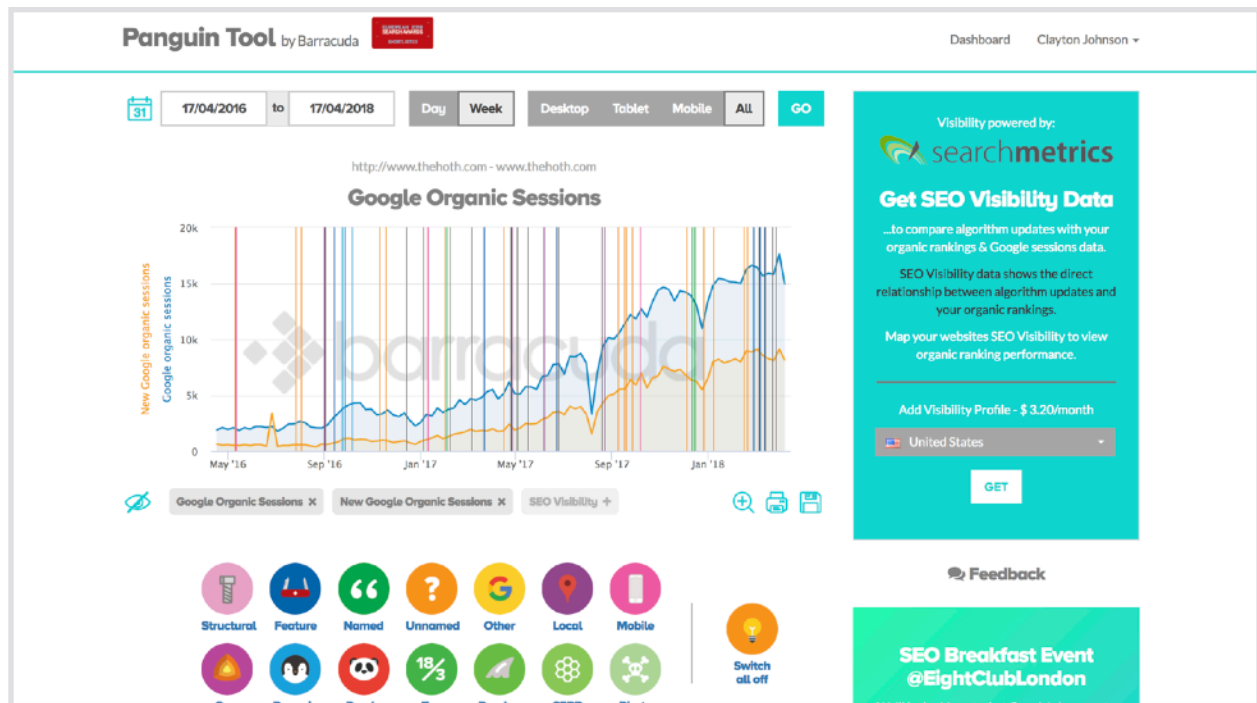 Panguin Tool by Barracuda
Dashboard
Clayton Johnson
31
17/04/2016 to 17/04/2018
Day Week
Desktop Tablet Mobile All
GO
http://www.thehoth.com - www.thehoth.com
Google Organic Sessions
New Google organic sessions
Google organic sessions
20k
15k
10k
5k
0
barracuda
May '16 Sep '16 Jan '17 May '17 Sep '17 Jan '18
Google Organic Sessions X
New Google Organic Sessions X
SEO Visibility +
Structural Feature Named Unnamed Other Local Mobile
18/3
Switch
all off
Visibility powered by:
searchmetrics
Get SEO Visibility Data
...to compare algorithm updates with your
organic rankings & Google sessions data.
SEO Visibility data shows the direct
relationship between algorithm updates and
your organic rankings.
Map your websites SEO Visibility to view
organic ranking performance.
Add Visibility Profile - $ 3.20/month
United States
GET
Feedback
SEO Breakfast Event
@EightClubLondon